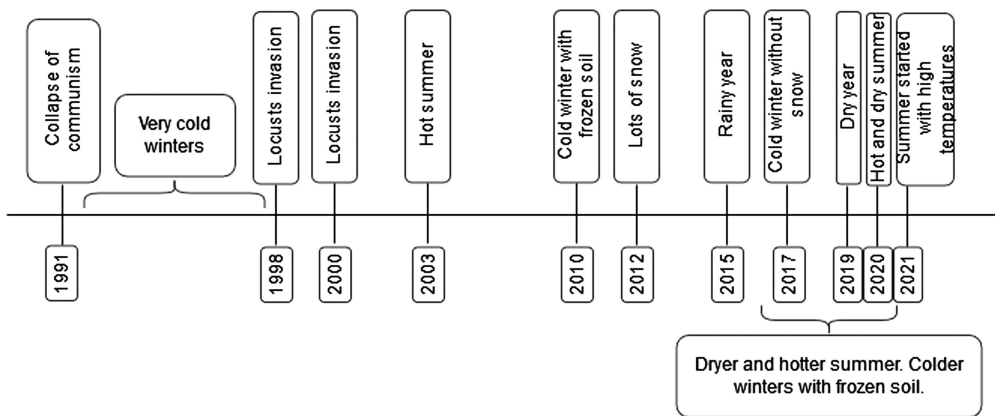 Collapse of
communism
Very cold
winters
Locusts invasion
Locusts invasion
Hot summer
Cold winter with
frozen soil
Lots of snow
Rainy year
Cold winter without
snow
Dry year
Hot and dry summer
Summer started
with high
temperatures
1991
1998
2000
2003
2010
2012
2015
2017
2019
2020
2021
Dryer and hotter summer. Colder
winters with frozen soil.